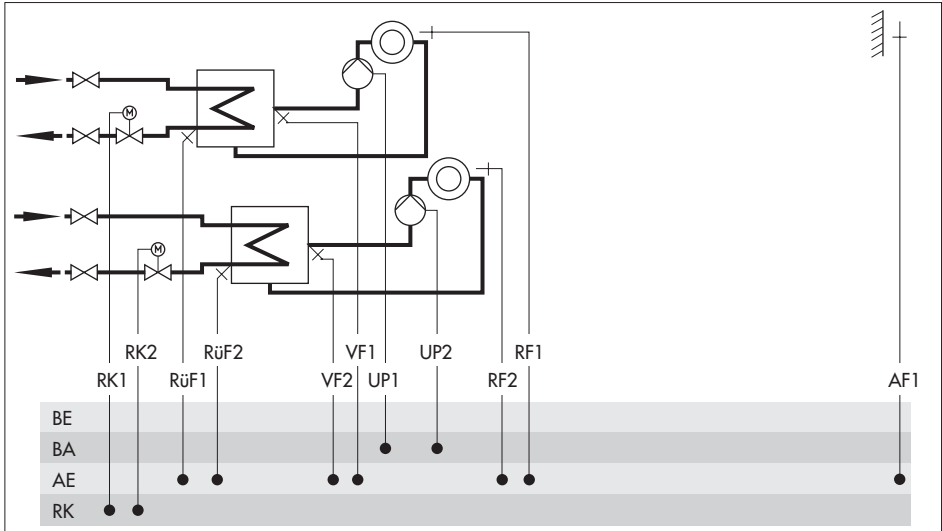 M
M
RK2 RüF2 VF1 UP2 RF1
RK1 RüF1 VF2 UP1 RF2 AF1
BE
BA
AE
RK